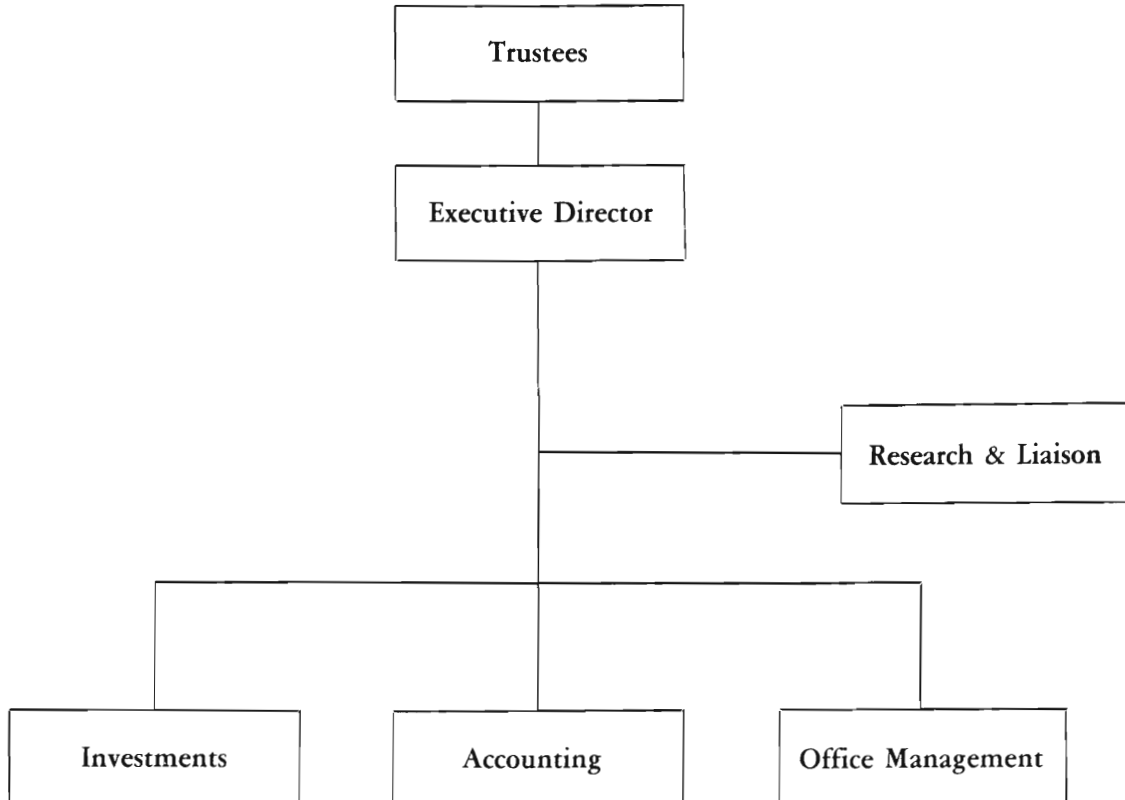 Trustees
Executive Director
Research & Liaison
Investments
Accounting
Office Management